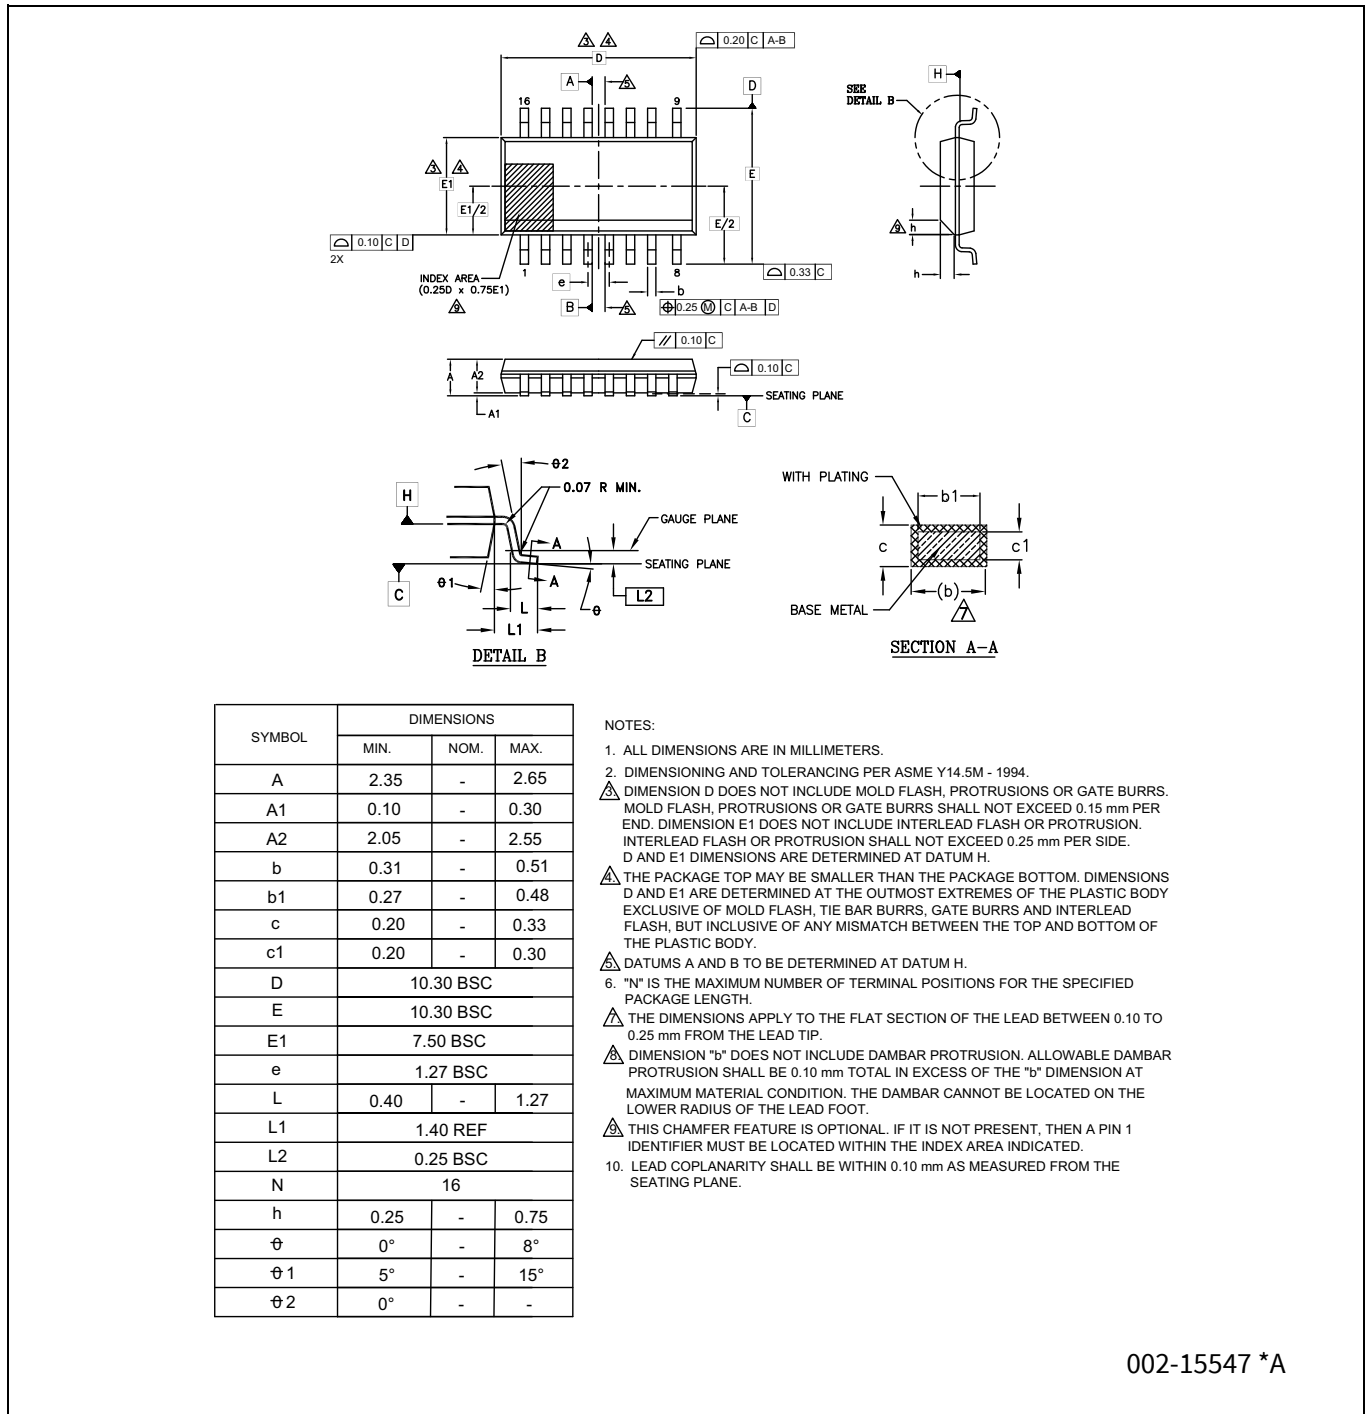 3 4
D
0.20 C A-B
A 5
D
16 9
3 4
E1
E1/2
E
E/2
0.10 C D
2X
1 8
INDEX AREA
(0.25D x 0.75E1)
9
e
b
0.33 C
B 5
0.25 M C A-B D
H
SEE
DETAIL B
9 h
h
// 0.10 C
A A2
A1
0.10 C
SEATING PLANE
C
θ2
0.07 R MIN.
H
GAUGE PLANE
A
SEATING PLANE
θ1
A
C
L2
L
θ
L1
DETAIL B
WITH PLATING
b1
c
c1
(b)
BASE METAL
7
SECTION A-A
SYMBOL DIMENSIONS
MIN. NOM. MAX.
A 2.35 - 2.65
A1 0.10 - 0.30
A2 2.05 - 2.55
b 0.31 - 0.51
b1 0.27 - 0.48
c 0.20 - 0.33
c1 0.20 - 0.30
D 10.30 BSC
E 10.30 BSC
E1 7.50 BSC
e 1.27 BSC
L 0.40 - 1.27
L1 1.40 REF
L2 0.25 BSC
N 16
h 0.25 - 0.75
θ 0° - 8°
θ 1 5° - 15°
θ 2 0° - -
NOTES:
1. ALL DIMENSIONS ARE IN MILLIMETERS.
2. DIMENSIONING AND TOLERANCING PER ASME Y14.5M - 1994.
3. DIMENSION D DOES NOT INCLUDE MOLD FLASH, PROTRUSIONS OR GATE BURRS.
MOLD FLASH, PROTRUSIONS OR GATE BURRS SHALL NOT EXCEED 0.15 mm PER
END. DIMENSION E1 DOES NOT INCLUDE INTERLEAD FLASH OR PROTRUSION.
INTERLEAD FLASH OR PROTRUSION SHALL NOT EXCEED 0.25 mm PER SIDE.
D AND E1 DIMENSIONS ARE DETERMINED AT DATUM H.
4. THE PACKAGE TOP MAY BE SMALLER THAN THE PACKAGE BOTTOM. DIMENSIONS
D AND E1 ARE DETERMINED AT THE OUTMOST EXTREMES OF THE PLASTIC BODY
EXCLUSIVE OF MOLD FLASH, TIE BAR BURRS, GATE BURRS AND INTERLEAD
FLASH, BUT INCLUSIVE OF ANY MISMATCH BETWEEN THE TOP AND BOTTOM OF
THE PLASTIC BODY.
5. DATUMS A AND B TO BE DETERMINED AT DATUM H.
6. "N" IS THE MAXIMUM NUMBER OF TERMINAL POSITIONS FOR THE SPECIFIED
PACKAGE LENGTH.
7. THE DIMENSIONS APPLY TO THE FLAT SECTION OF THE LEAD BETWEEN 0.10 TO
0.25 mm FROM THE LEAD TIP.
8. DIMENSION "b" DOES NOT INCLUDE DAMBAR PROTRUSION. ALLOWABLE DAMBAR
PROTRUSION SHALL BE 0.10 mm TOTAL IN EXCESS OF THE "b" DIMENSION AT
MAXIMUM MATERIAL CONDITION. THE DAMBAR CANNOT BE LOCATED ON THE
LOWER RADIUS OF THE LEAD FOOT.
9. THIS CHAMFER FEATURE IS OPTIONAL. IF IT IS NOT PRESENT, THEN A PIN 1
IDENTIFIER MUST BE LOCATED WITHIN THE INDEX AREA INDICATED.
10. LEAD COPLANARITY SHALL BE WITHIN 0.10 mm AS MEASURED FROM THE
SEATING PLANE.
002-15547 *A